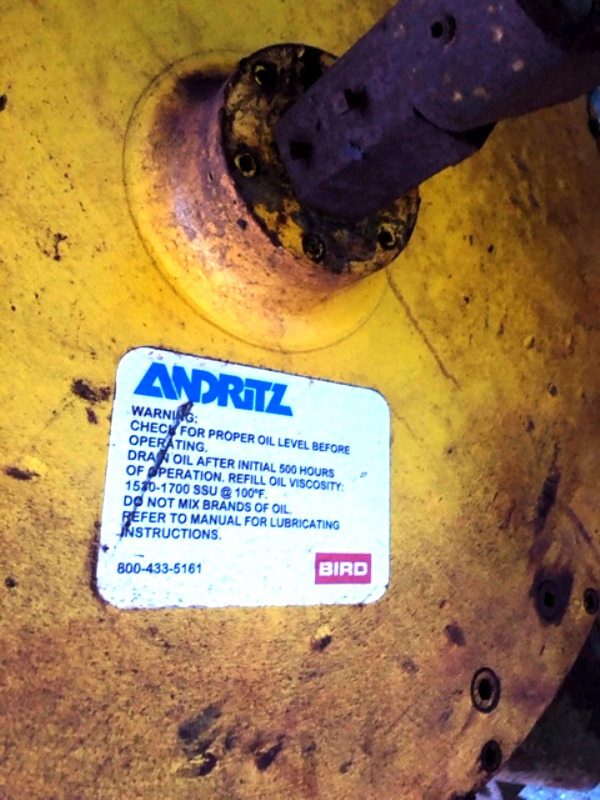 ANDRITZ
WARNING:
CHECK FOR PROPER OIL LEVEL BEFORE
OPERATING.
DRAIN OIL AFTER INITIAL 500 HOURS
OF OPERATION. REFILL OIL VISCOSITY:
1530-1700 SSU @ 100°F.
DO NOT MIX BRANDS OF OIL.
REFER TO MANUAL FOR LUBRICATING
INSTRUCTIONS.
800-433-5161
BIRD